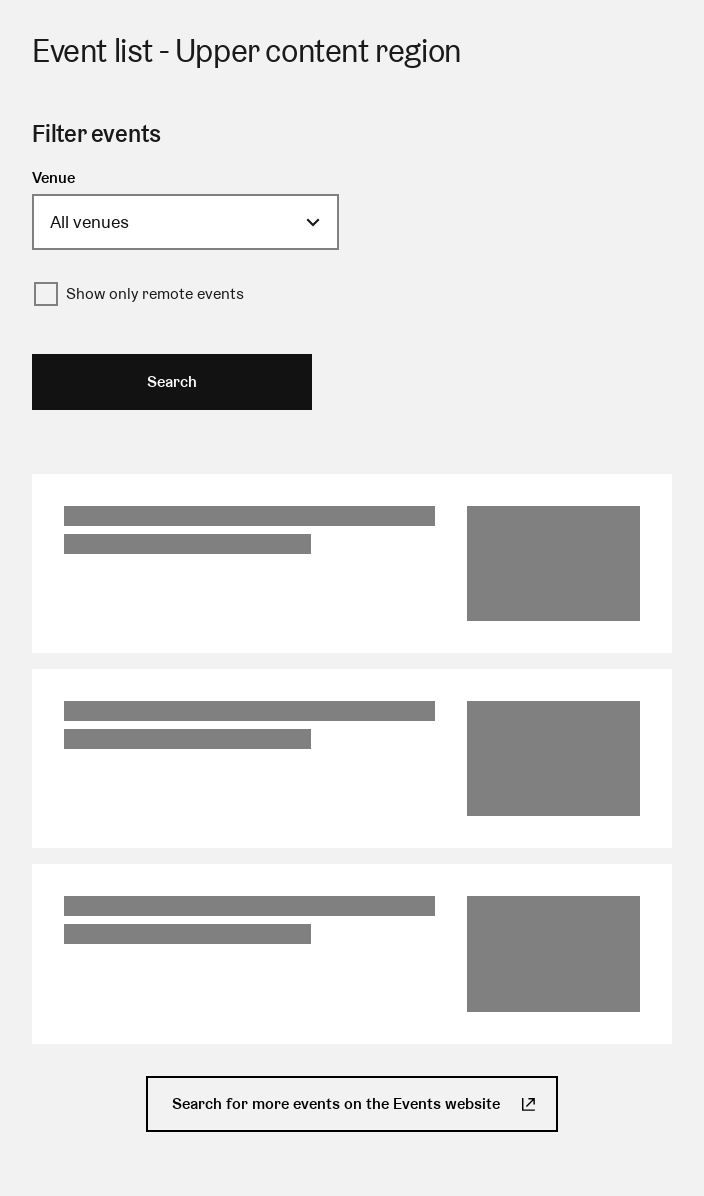 Event list - Upper content region
Filter events
Venue
All venues
Show only remote events
Search
Search for more events on the Events website